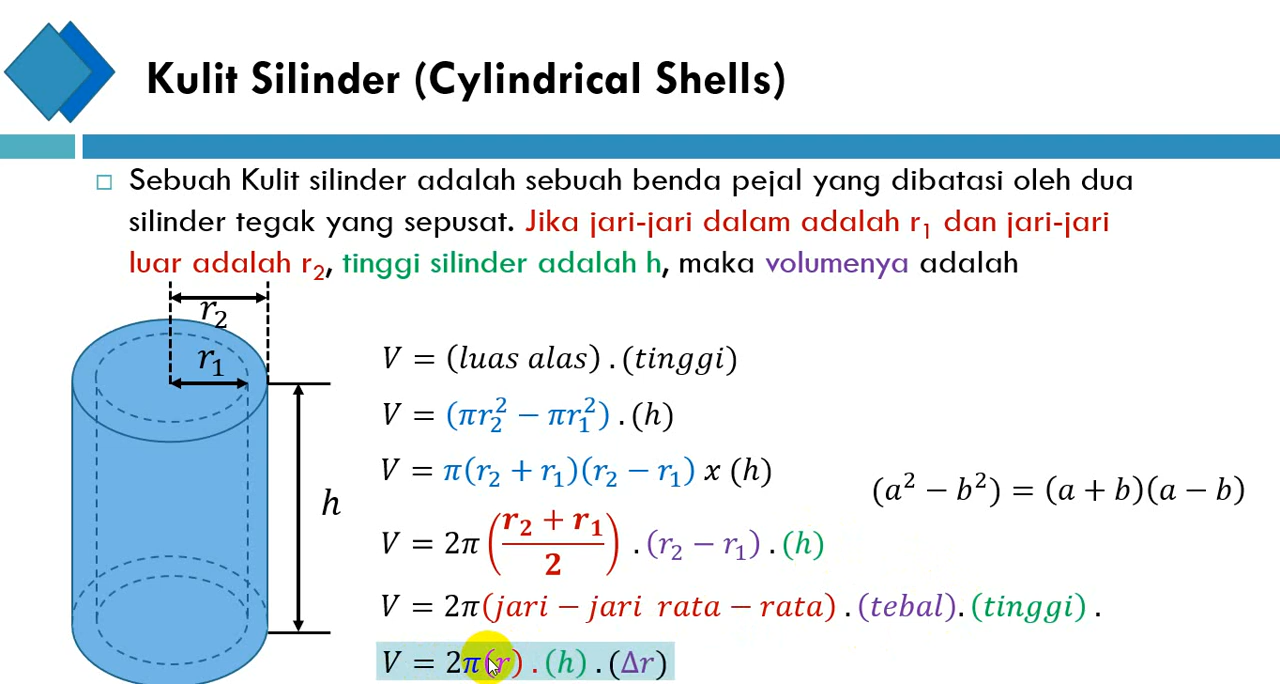 Kulit Silinder (Cylindrical Shells)
Sebuah Kulit silinder adalah sebuah benda pejal yang dibatasi oleh dua
silinder tegak yang sepusat. Jika jari-jari dalam adalah r₁ dan jari-jari
luar adalah r₂, tinggi silinder adalah h, maka volumenya adalah
r₂
r₁
h
V = (luas alas) . (tinggi)
V = (πr₂² − πr₁²) . (h)
V = π(r₂ + r₁)(r₂ − r₁) x (h)
(a² − b²) = (a + b)(a − b)
V = 2π((r₂ + r₁)/2) . (r₂ − r₁) . (h)
V = 2π(jari − jari rata − rata) . (tebal). (tinggi) .
V = 2π(r) . (h) . (Δr)